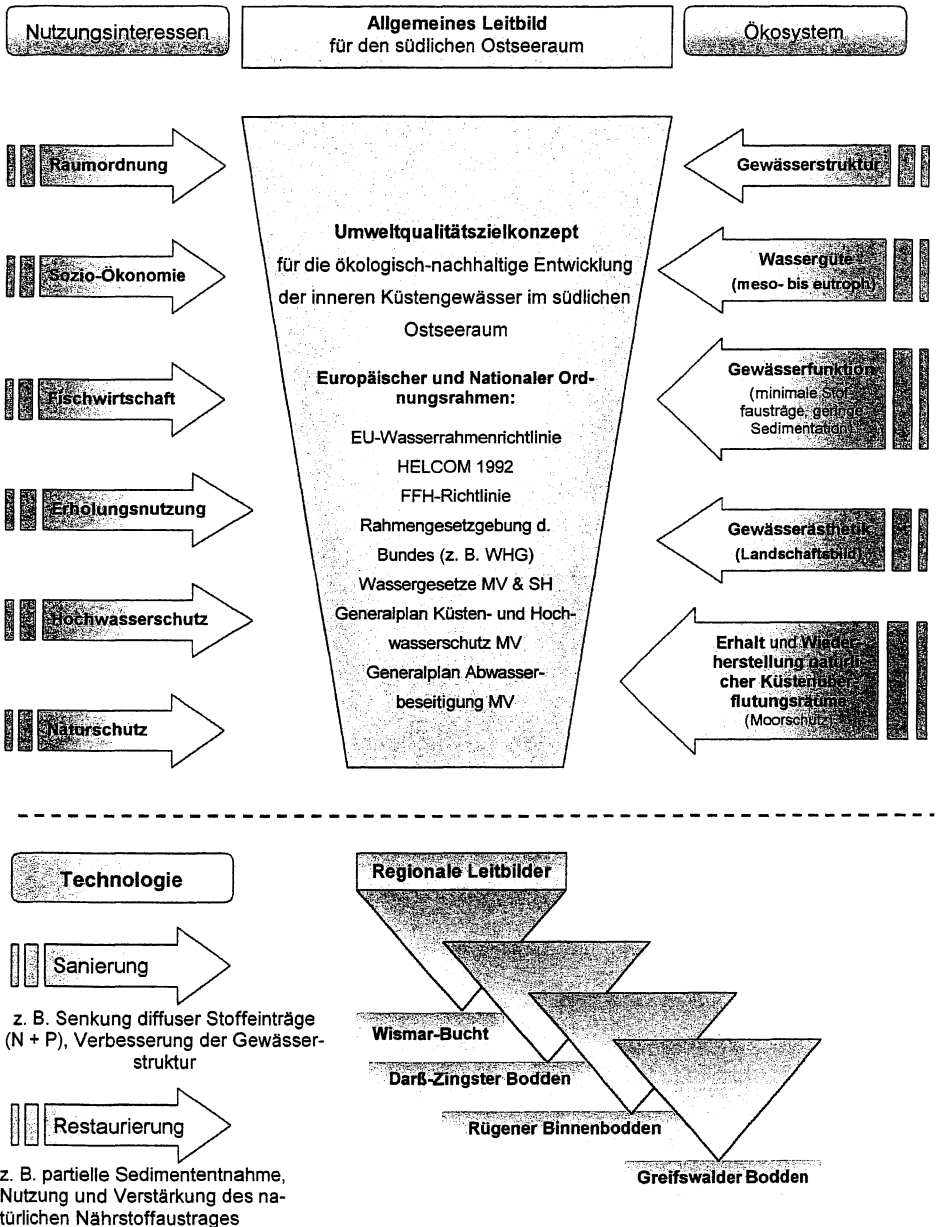 Nutzungsinteressen
Allgemeines Leitbild
für den südlichen Ostseeraum
Ökosystem
Raumordnung
Sozio-Ökonomie
Fischwirtschaft
Erholungsnutzung
Hochwasserschutz
Naturschutz
Umweltqualitätszielkonzept
für die ökologisch-nachhaltige Entwicklung
der inneren Küstengewässer im südlichen
Ostseeraum
Europäischer und Nationaler Ord-
nungsrahmen:
EU-Wasserrahmenrichtlinie
HELCOM 1992
FFH-Richtlinie
Rahmengesetzgebung d.
Bundes (z. B. WHG)
Wassergesetze MV & SH
Generalplan Küsten- und Hoch-
wasserschutz MV
Generalplan Abwasser-
beseitigung MV
Gewässerstruktur
Wassergüte
(meso- bis eutroph)
Gewässerfunktion
(minimale Stof-
fausträge, geringe
Sedimentation)
Gewässerästhetik
(Landschaftsbild)
Erhalt und Wieder-
herstellung natürli-
cher Küstenüber-
flutungsräume
(Moorschutz)
Technologie
Sanierung
z. B. Senkung diffuser Stoffeinträge
(N + P), Verbesserung der Gewässer-
struktur
Restaurierung
z. B. partielle Sedimententnahme,
Nutzung und Verstärkung des na-
türlichen Nährstoffaustrages
Regionale Leitbilder
Wismar-Bucht
Darß-Zingster Bodden
Rügener Binnenbodden
Greifswalder Bodden